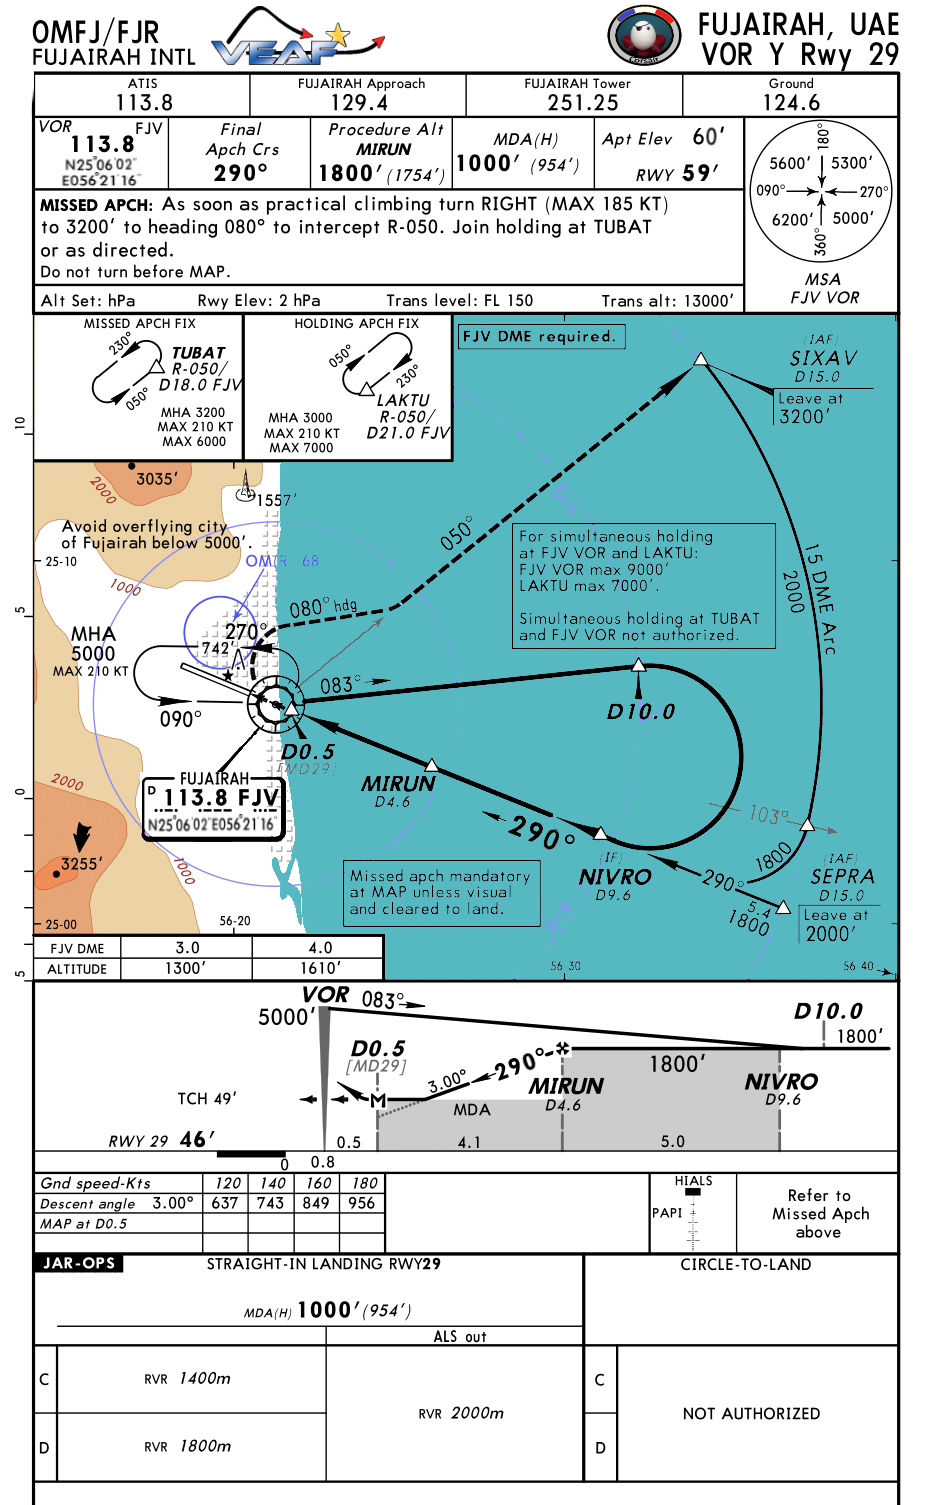 OMFJ/FJR
FUJAIRAH INTL
VEAF
Corsair
FUJAIRAH, UAE
VOR Y Rwy 29
ATIS
113.8
FUJAIRAH Approach
129.4
FUJAIRAH Tower
251.25
Ground
124.6
VOR FJV
113.8
N25°06'02"
E056°21'16"
Final
Apch Crs
290°
Procedure Alt
MIRUN
1800' (1754')
MDA(H)
1000' (954')
Apt Elev 60'
RWY 59'
180°
5600' 5300'
090° 270°
6200' 5000'
360°
MSA
FJV VOR
MISSED APCH: As soon as practical climbing turn RIGHT (MAX 185 KT)
to 3200' to heading 080° to intercept R-050. Join holding at TUBAT
or as directed.
Do not turn before MAP.
Alt Set: hPa Rwy Elev: 2 hPa Trans level: FL 150 Trans alt: 13000'
MISSED APCH FIX
230°
050°
TUBAT
R-050/
D18.0 FJV
MHA 3200
MAX 210 KT
MAX 6000
HOLDING APCH FIX
050°
230°
LAKTU
R-050/
D21.0 FJV
MHA 3000
MAX 210 KT
MAX 7000
FJV DME required.
(IAF)
SIXAV
D15.0
Leave at
3200'
10
3035'
2000
1557'
Avoid overflying city
of Fujairah below 5000'.
25-10
1000
OMR 68
050°
For simultaneous holding
at FJV VOR and LAKTU:
FJV VOR max 9000'
LAKTU max 7000'.
Simultaneous holding at TUBAT
and FJV VOR not authorized.
15 DME Arc
2000
5
080° hdg
MHA
5000
MAX 210 KT
270°
742'
090°
083°
D10.0
D0.5
[MD29]
MIRUN
D4.6
FUJAIRAH
D 113.8 FJV
N25°06'02"E056°21'16"
0
2000
3255'
1000
290°
103°
(IF)
NIVRO
D9.6
1800
290°
5.4
1800
(IAF)
SEPRA
D15.0
Leave at
2000'
Missed apch mandatory
at MAP unless visual
and cleared to land.
25-00
56-20
56-30
56-40
5
FJV DME 3.0 4.0
ALTITUDE 1300' 1610'
VOR
5000'
083°
D10.0
1800'
D0.5
[MD29]
290°
1800'
3.00°
MIRUN
D4.6
NIVRO
D9.6
TCH 49'
M
MDA
RWY 29 46'
0.5
4.1
5.0
0
0.8
Gnd speed-Kts 120 140 160 180
Descent angle 3.00° 637 743 849 956
MAP at D0.5
HIALS
PAPI
Refer to
Missed Apch
above
JAR-OPS
STRAIGHT-IN LANDING RWY29
CIRCLE-TO-LAND
MDA(H) 1000' (954')
ALS out
C
RVR 1400m
RVR 2000m
D
RVR 1800m
C
D
NOT AUTHORIZED